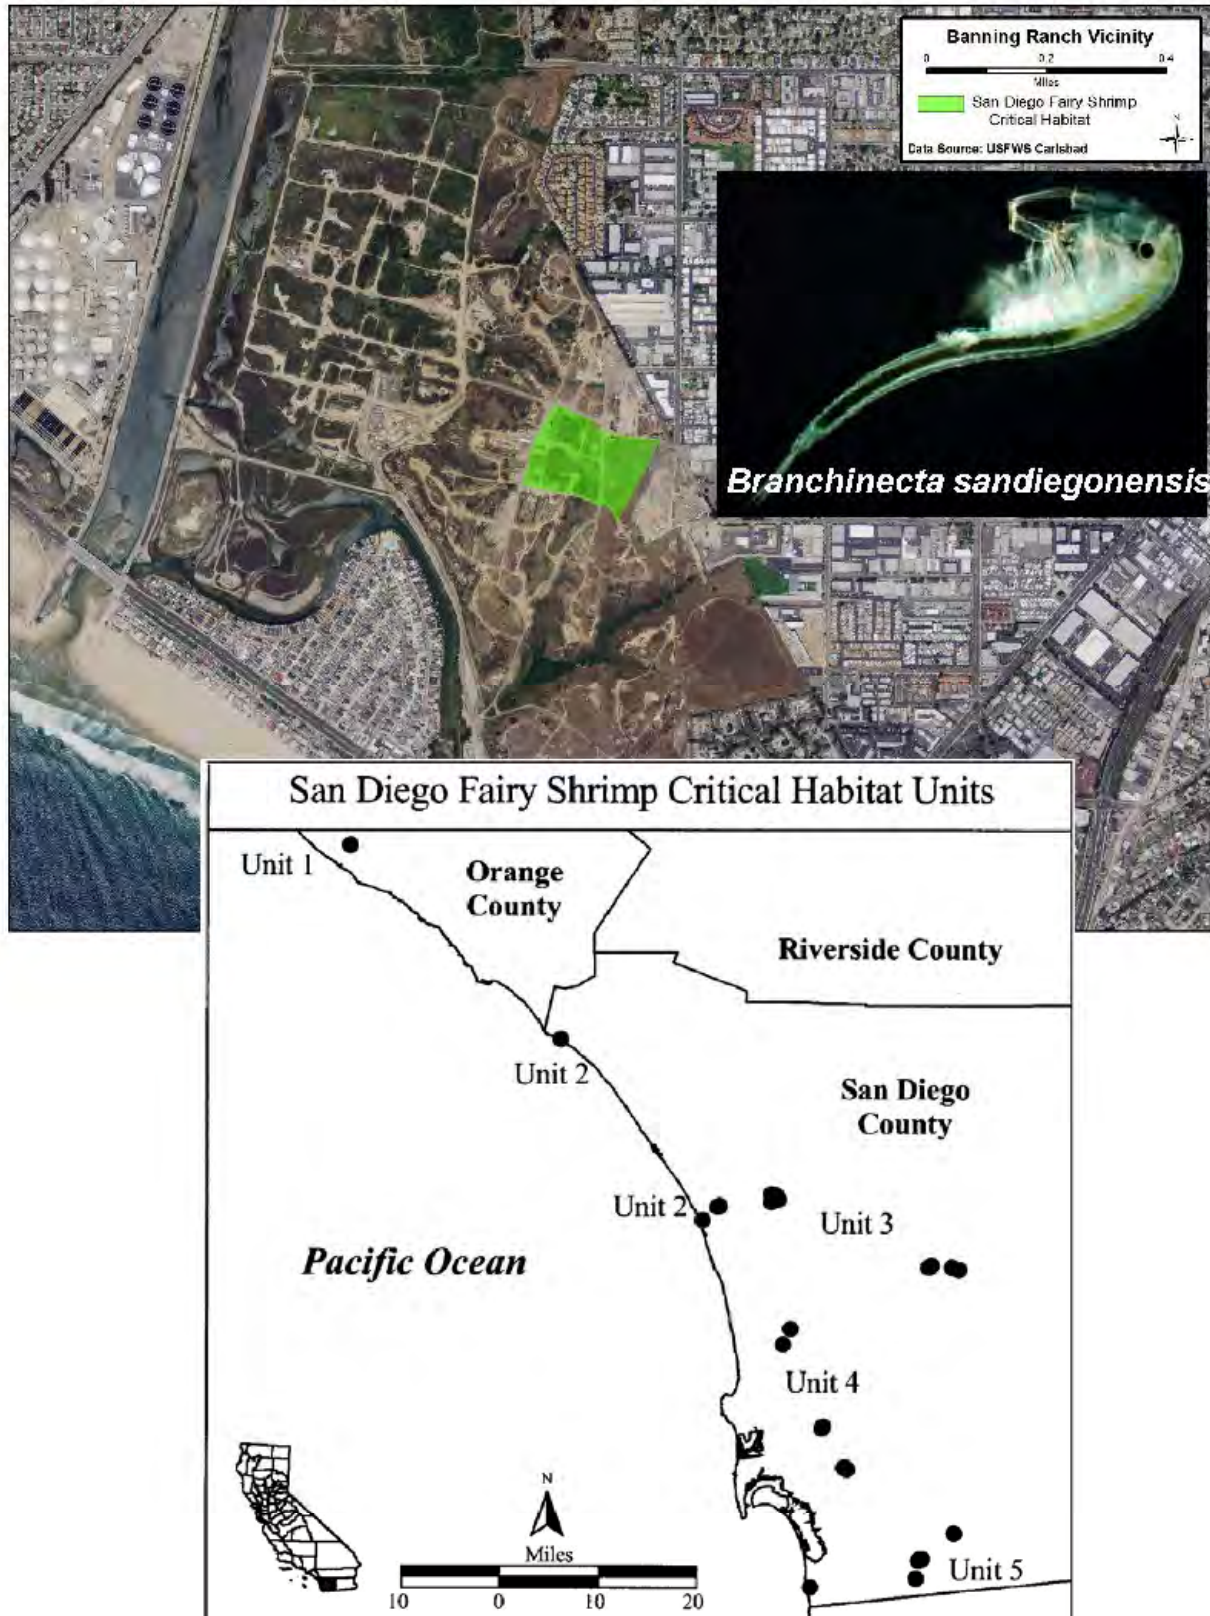 Banning Ranch Vicinity
0 0.2 0.4
Miles
San Diego Fairy Shrimp
Critical Habitat
N
Data Source: USFWS Carlsbad
Branchinecta sandiegonensis
San Diego Fairy Shrimp Critical Habitat Units
Unit 1
Orange
County
Riverside County
Unit 2
San Diego
County
Unit 2
Unit 3
Pacific Ocean
Unit 4
N
Miles
Unit 5
10 0 10 20